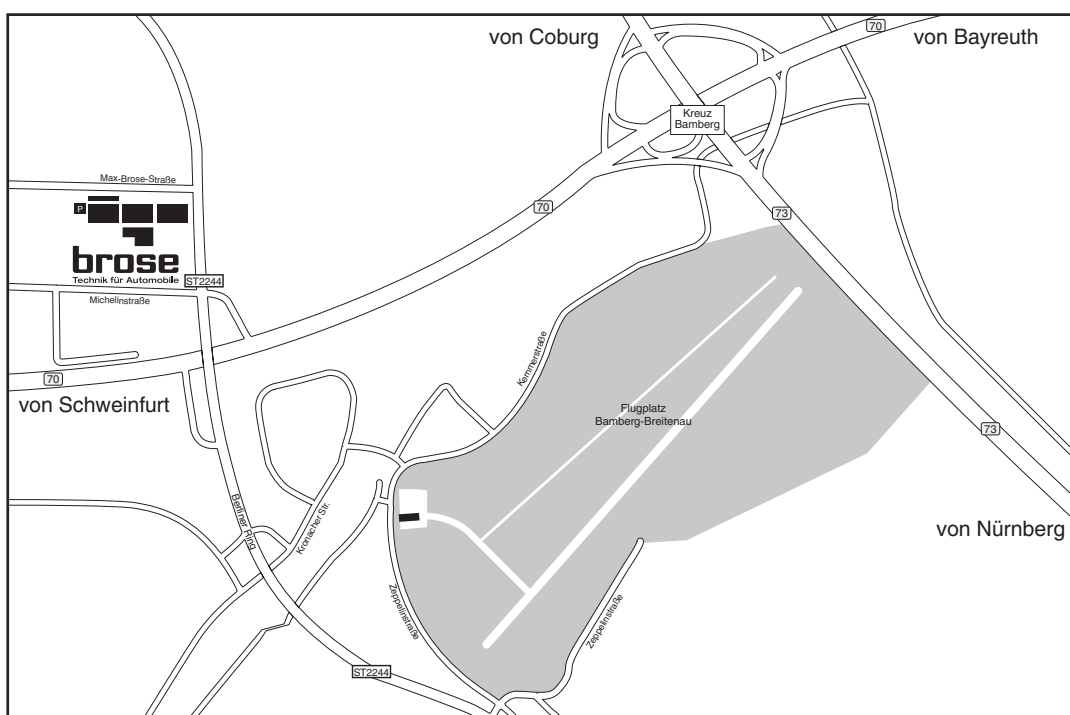 von Coburg
70
von Bayreuth
Kreuz
Bamberg
Max-Brose-Straße
P
brose
Technik für Automobile
ST2244
Michelinstraße
70
73
70
von Schweinfurt
Kemmerstraße
Flugplatz
Bamberg-Breitenau
73
von Nürnberg
Berliner Ring
Kronacher Str.
Zeppelinstraße
Zeppelinstraße
ST2244